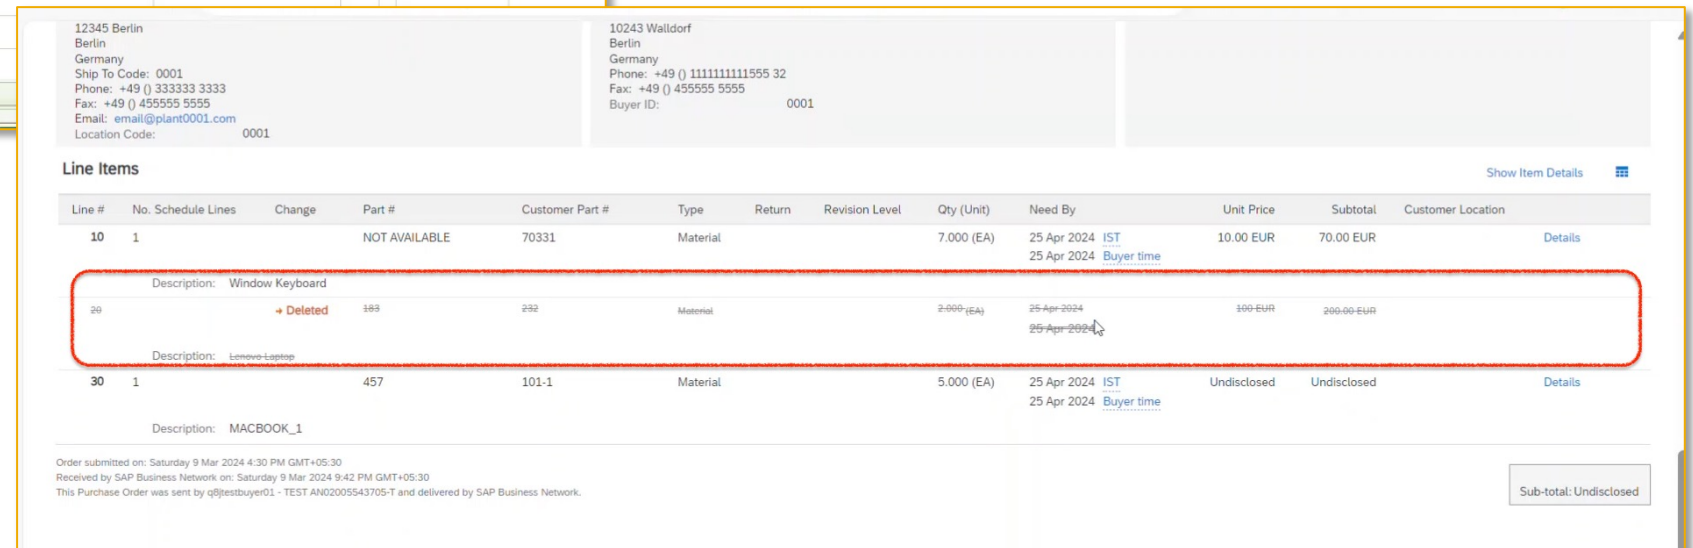 12345 Berlin
Berlin
Germany
Ship To Code: 0001
Phone: +49 () 333333 3333
Fax: +49 () 455555 5555
Email: email@plant0001.com
Location Code: 0001
10243 Walldorf
Berlin
Germany
Phone: +49 () 1111111111555 32
Fax: +49 () 455555 5555
Buyer ID: 0001
Line Items
Show Item Details
Line # No. Schedule Lines Change Part # Customer Part # Type Return Revision Level Qty (Unit) Need By Unit Price Subtotal Customer Location
10 1 NOT AVAILABLE 70331 Material 7.000 (EA) 25 Apr 2024 IST 10.00 EUR 70.00 EUR Details
25 Apr 2024 Buyer time
Description: Window Keyboard
20 Deleted 183 232 Material 2.000 (EA) 25 Apr 2024 100 EUR 200.00 EUR
25 Apr 2024
Description: Lenovo Laptop
30 1 457 101-1 Material 5.000 (EA) 25 Apr 2024 IST Undisclosed Undisclosed Details
25 Apr 2024 Buyer time
Description: MACBOOK_1
Order submitted on: Saturday 9 Mar 2024 4:30 PM GMT+05:30
Received by SAP Business Network on: Saturday 9 Mar 2024 9:42 PM GMT+05:30
This Purchase Order was sent by q8jtestbuyer01 - TEST AN02005543705-T and delivered by SAP Business Network.
Sub-total: Undisclosed